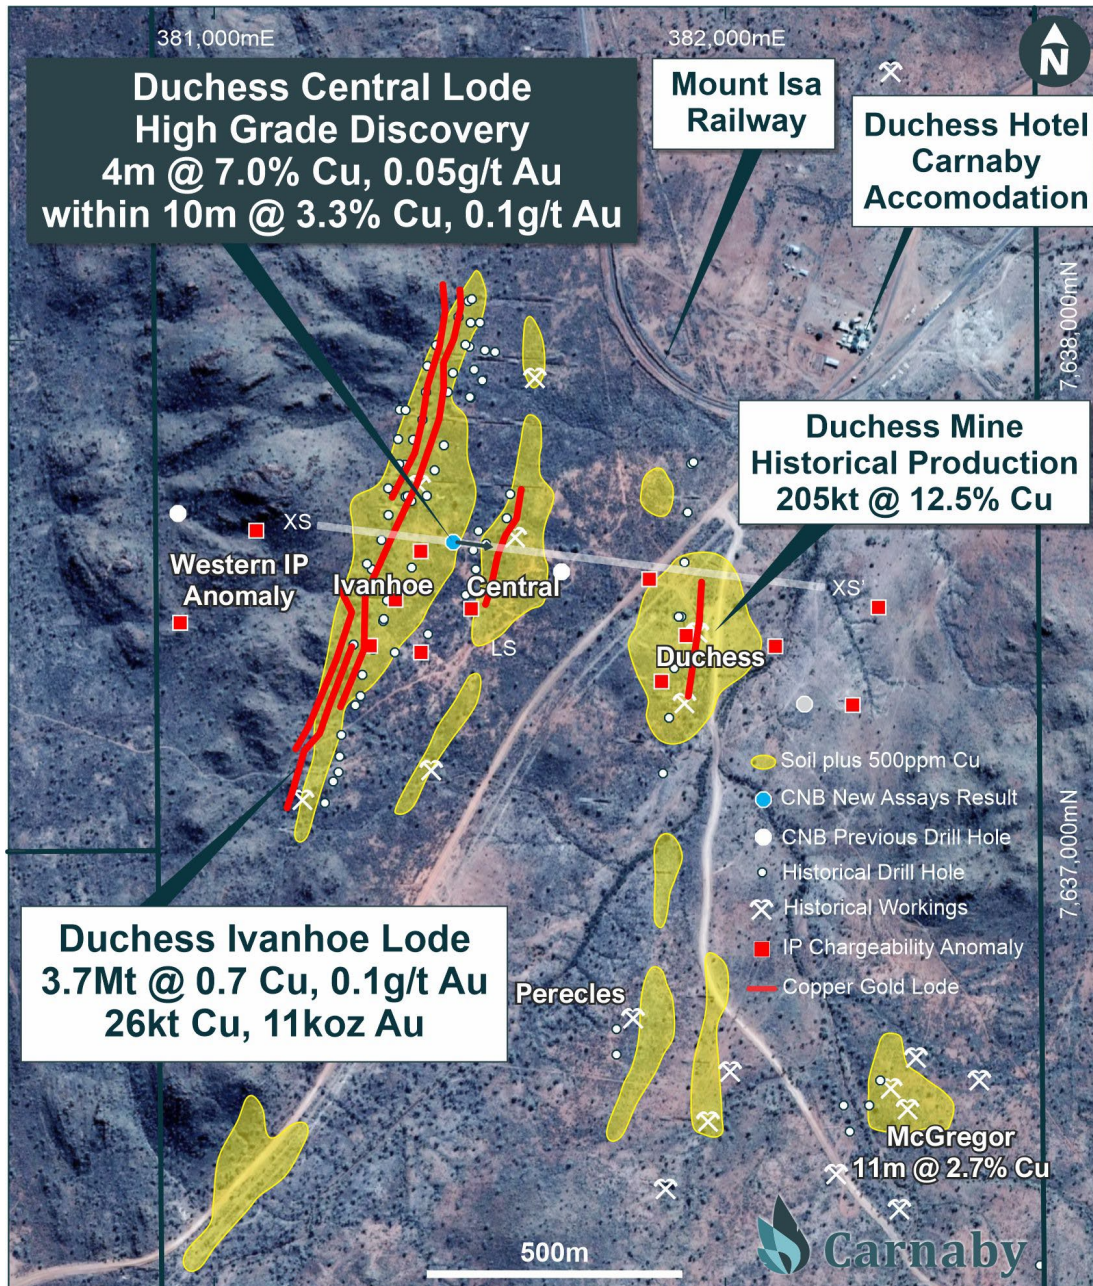 381,000mE
382,000mE
N
Duchess Central Lode
High Grade Discovery
4m @ 7.0% Cu, 0.05g/t Au
within 10m @ 3.3% Cu, 0.1g/t Au
Mount Isa
Railway
Duchess Hotel
Carnaby
Accomodation
7,638,000mN
Duchess Mine
Historical Production
205kt @ 12.5% Cu
XS
Western IP
Anomaly
Ivanhoe
Central
XS'
LS
Duchess
Soil plus 500ppm Cu
CNB New Assays Result
CNB Previous Drill Hole
Historical Drill Hole
Historical Workings
IP Chargeability Anomaly
Copper Gold Lode
7,637,000mN
Duchess Ivanhoe Lode
3.7Mt @ 0.7 Cu, 0.1g/t Au
26kt Cu, 11koz Au
Perecles
McGregor
11m @ 2.7% Cu
500m
Carnaby